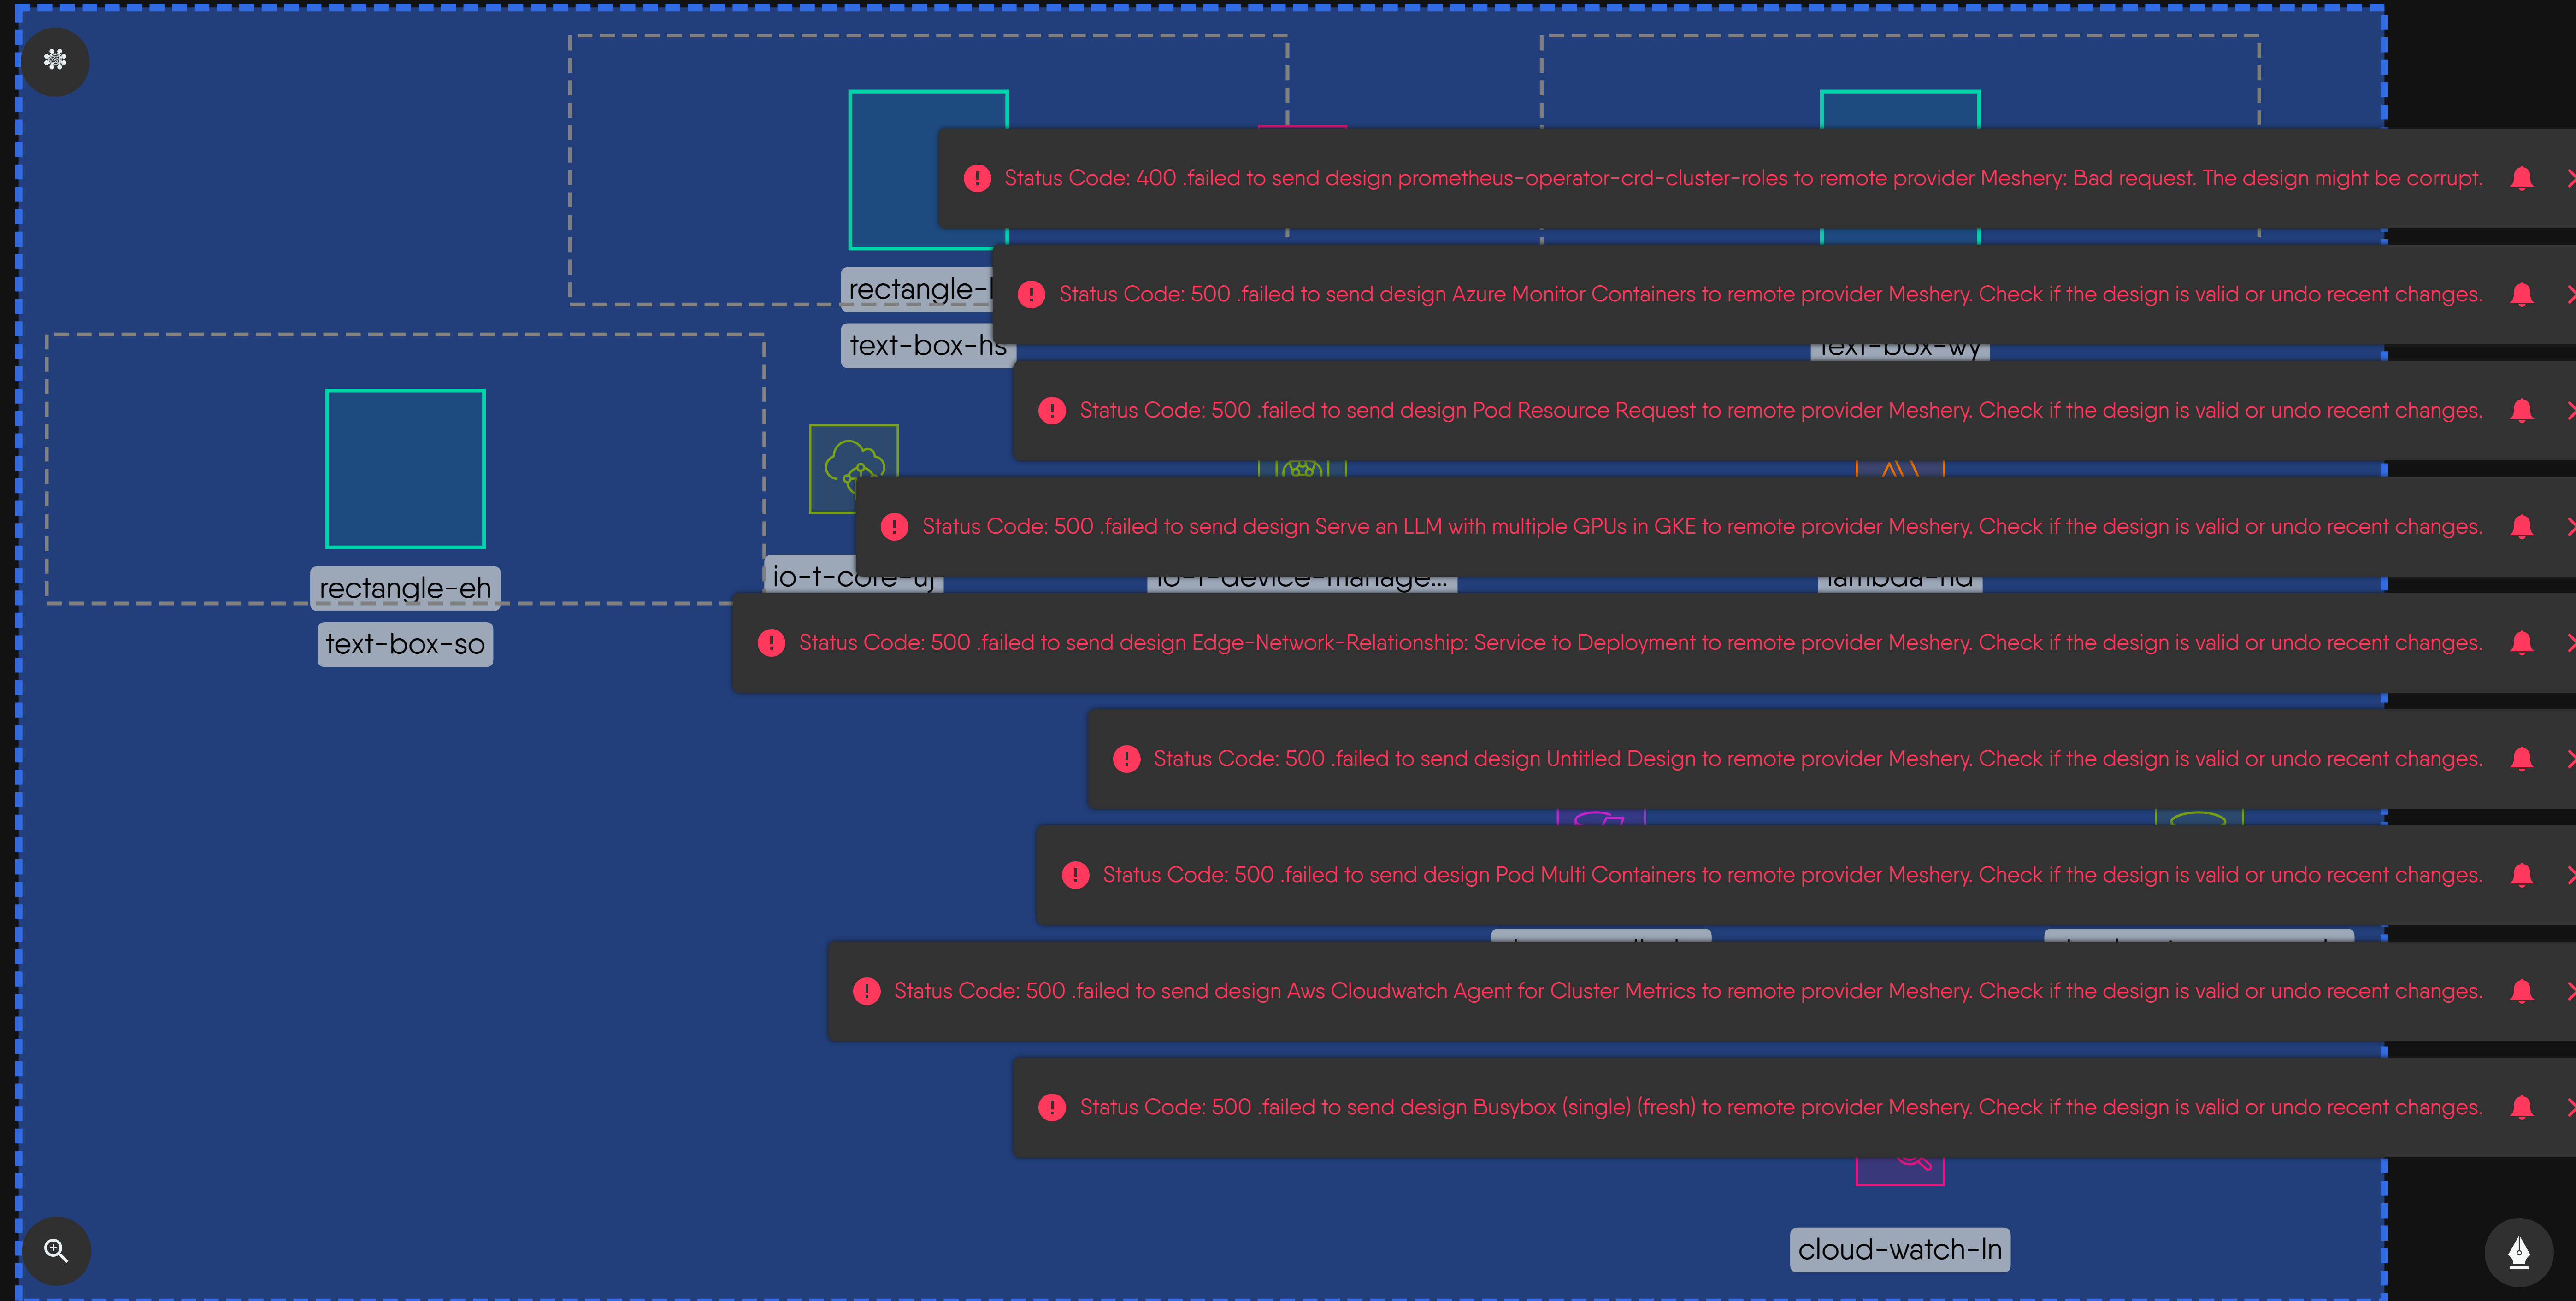 Status Code: 400 .failed to send design prometheus-operator-crd-cluster-roles to remote provider Meshery: Bad request. The design might be corrupt.
rectangle-
Status Code: 500 .failed to send design Azure Monitor Containers to remote provider Meshery. Check if the design is valid or undo recent changes.
text-box-hs
text-box-wy
Status Code: 500 .failed to send design Pod Resource Request to remote provider Meshery. Check if the design is valid or undo recent changes.
Status Code: 500 .failed to send design Serve an LLM with multiple GPUs in GKE to remote provider Meshery. Check if the design is valid or undo recent changes.
io-t-core-uj
io-t-device-manage...
lambda-hd
rectangle-eh
text-box-so
Status Code: 500 .failed to send design Edge-Network-Relationship: Service to Deployment to remote provider Meshery. Check if the design is valid or undo recent changes.
Status Code: 500 .failed to send design Untitled Design to remote provider Meshery. Check if the design is valid or undo recent changes.
Status Code: 500 .failed to send design Pod Multi Containers to remote provider Meshery. Check if the design is valid or undo recent changes.
Status Code: 500 .failed to send design Aws Cloudwatch Agent for Cluster Metrics to remote provider Meshery. Check if the design is valid or undo recent changes.
Status Code: 500 .failed to send design Busybox (single) (fresh) to remote provider Meshery. Check if the design is valid or undo recent changes.
cloud-watch-ln